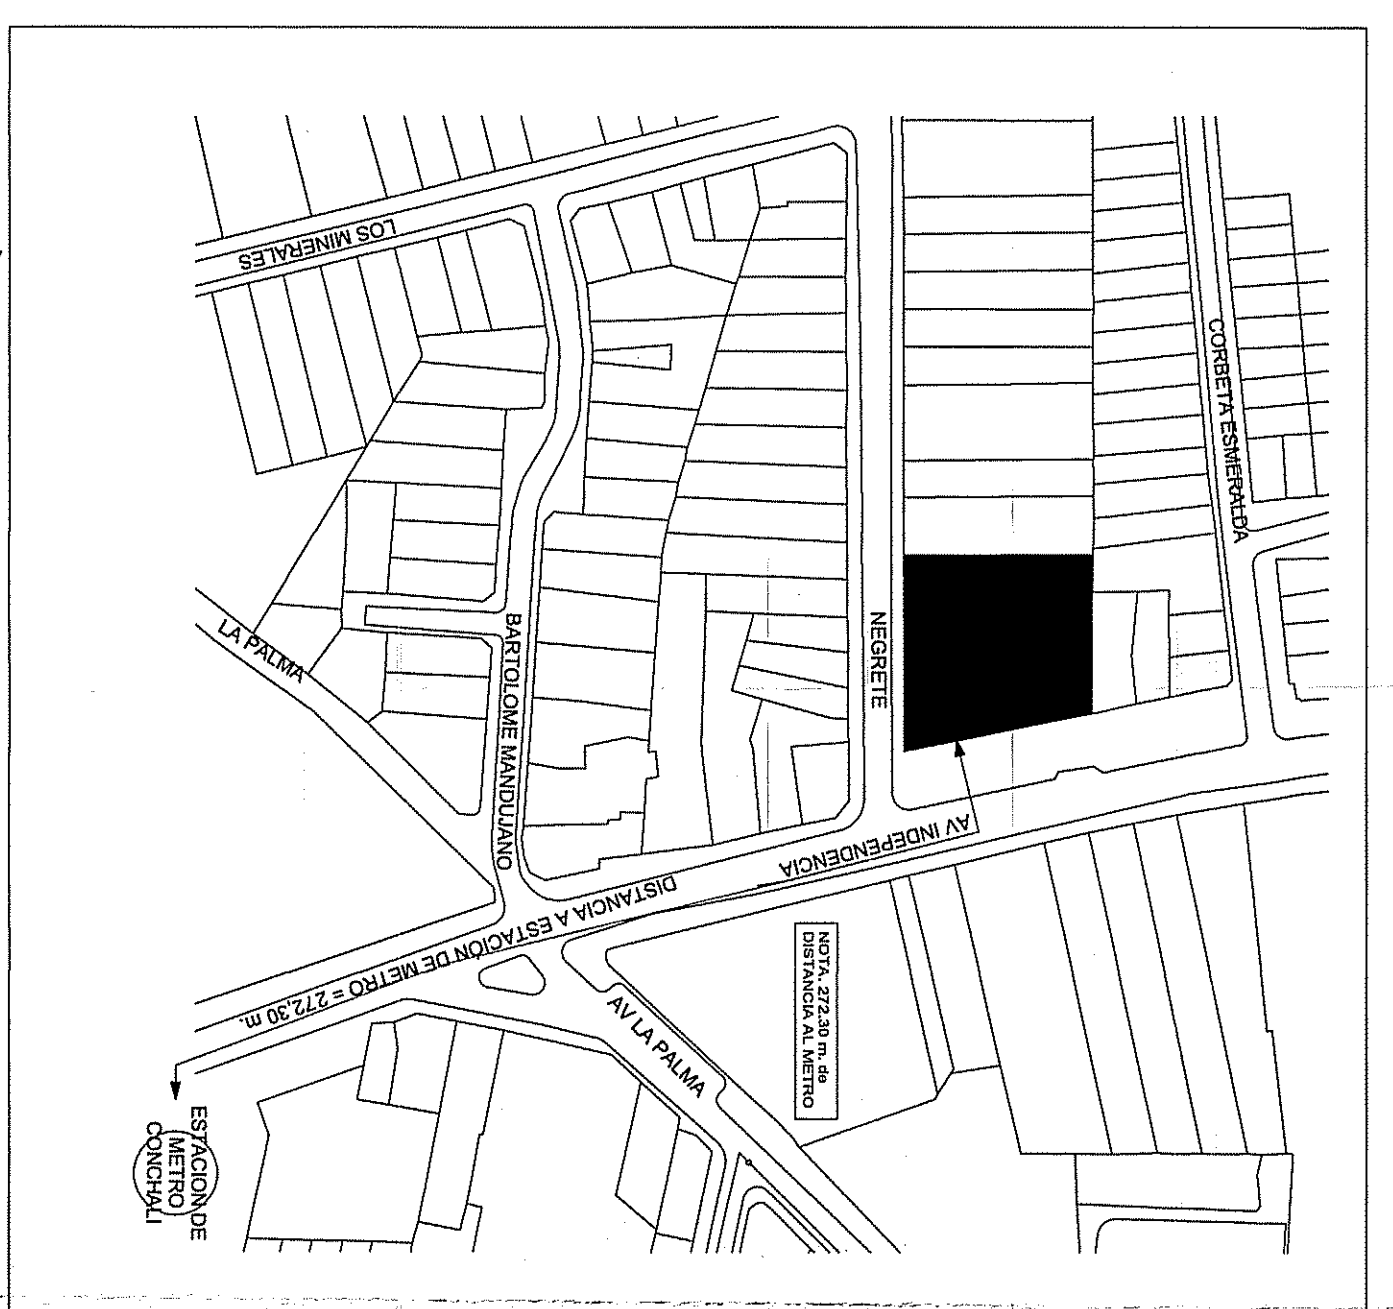 LOS MINERALES
CORBETA ESMERALDA
NEGRETE
BARTOLOME MANDUJANO
LA PALMA
AV INDEPENDENCIA
DISTANCIA A ESTACIÓN DE METRO = 272,30 m.
NOTA. 272.30 m. de
DISTANCIA AL METRO
AV LA PALMA
ESTACION DE
METRO
CONCHALI